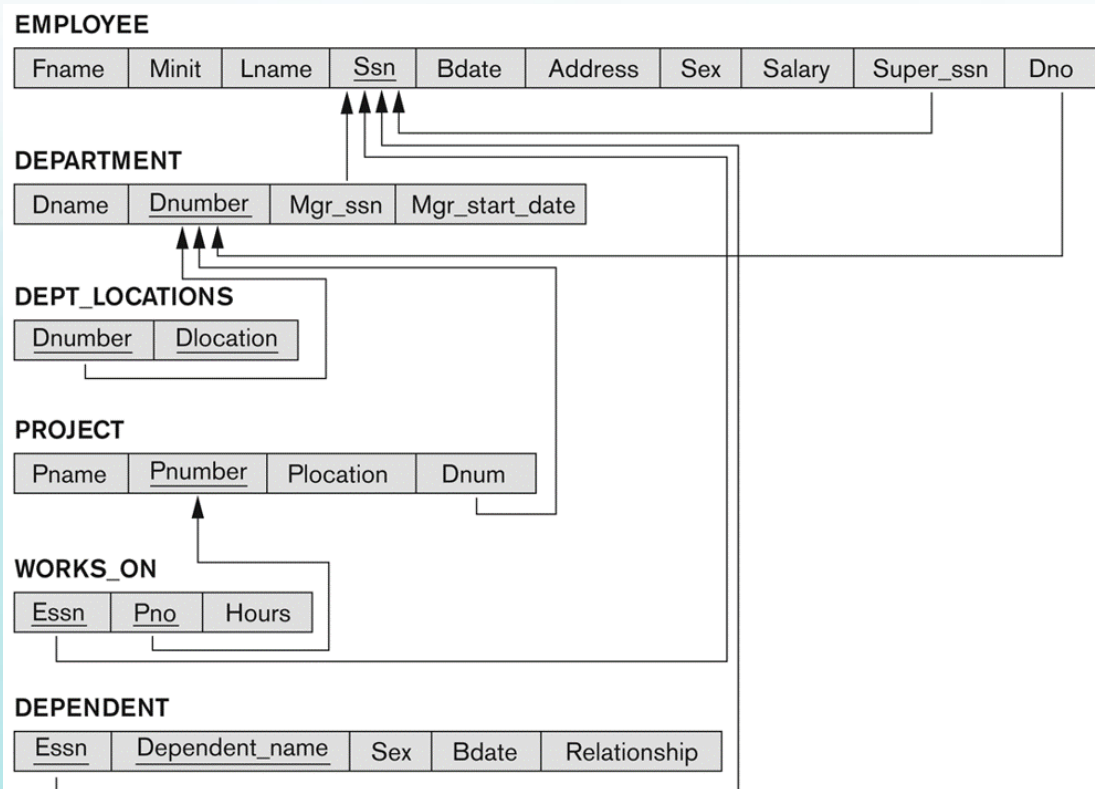 EMPLOYEE
Fname Minit Lname Ssn Bdate Address Sex Salary Super_ssn Dno
DEPARTMENT
Dname Dnumber Mgr_ssn Mgr_start_date
DEPT_LOCATIONS
Dnumber Dlocation
PROJECT
Pname Pnumber Plocation Dnum
WORKS_ON
Essn Pno Hours
DEPENDENT
Essn Dependent_name Sex Bdate Relationship